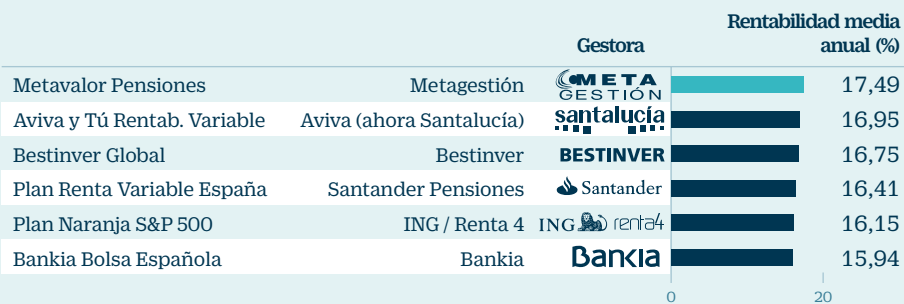 Rentabilidad media
Gestora anual (%)
Metavalor Pensiones Metagestión META GESTIÓN 17,49
Aviva y Tú Rentab. Variable Aviva (ahora Santalucía) santalucía 16,95
Bestinver Global Bestinver BESTINVER 16,75
Plan Renta Variable España Santander Pensiones Santander 16,41
Plan Naranja S&P 500 ING / Renta 4 ING renta4 16,15
Bankia Bolsa Española Bankia Bankia 15,94
0 20